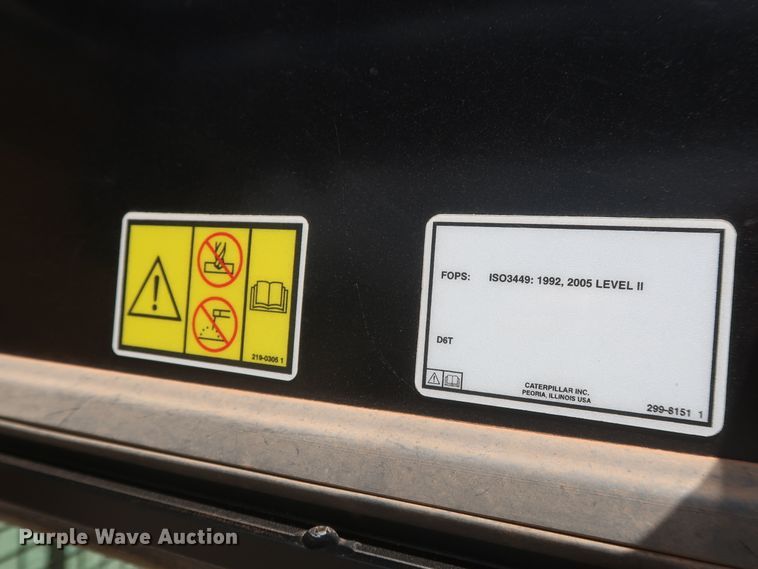 219-0306 1
FOPS: ISO3449: 1992, 2005 LEVEL II
D6T
CATERPILLAR INC.
PEORIA, ILLINOIS USA
299-8151 1
Purple Wave Auction®